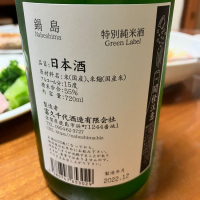 鍋島
Nabeshima
特別純米酒
Green Label
品目 日本酒
原材料名:米(国産)、米麹(国産米)
アルコール分:15度
精米歩合:55%
容量:720ml
製造者
富久千代酒造有限会社
製造年月
2022.12